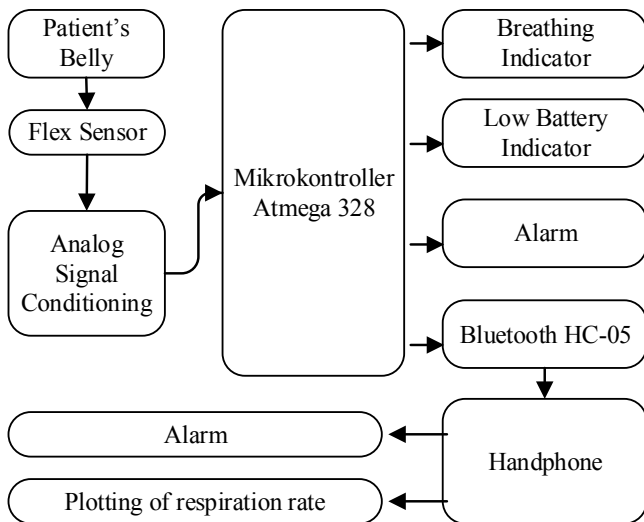 Patient’s
Belly
Flex Sensor
Analog
Signal
Conditioning
Mikrokontroller
Atmega 328
Breathing
Indicator
Low Battery
Indicator
Alarm
Bluetooth HC-05
Handphone
Alarm
Plotting of respiration rate